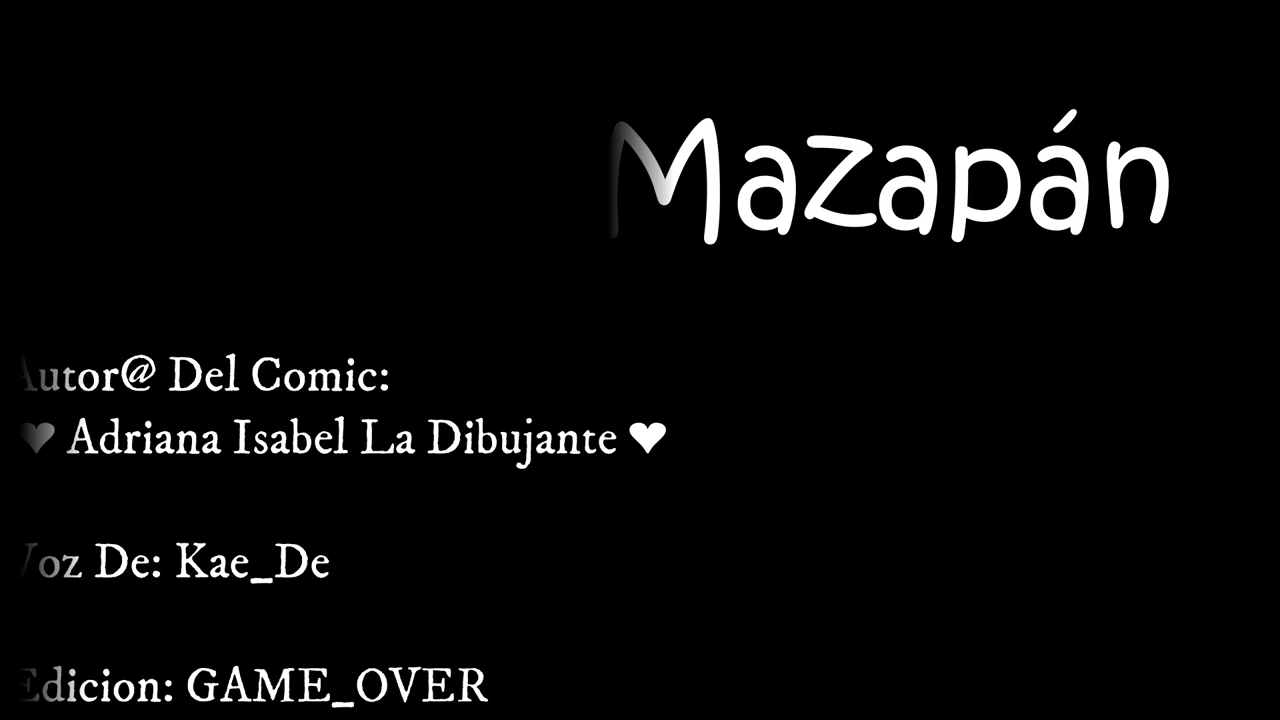 Mazapán
Autor@ Del Comic:
❤ Adriana Isabel La Dibujante ❤
Voz De: Kae_De
Edicion: GAME_OVER